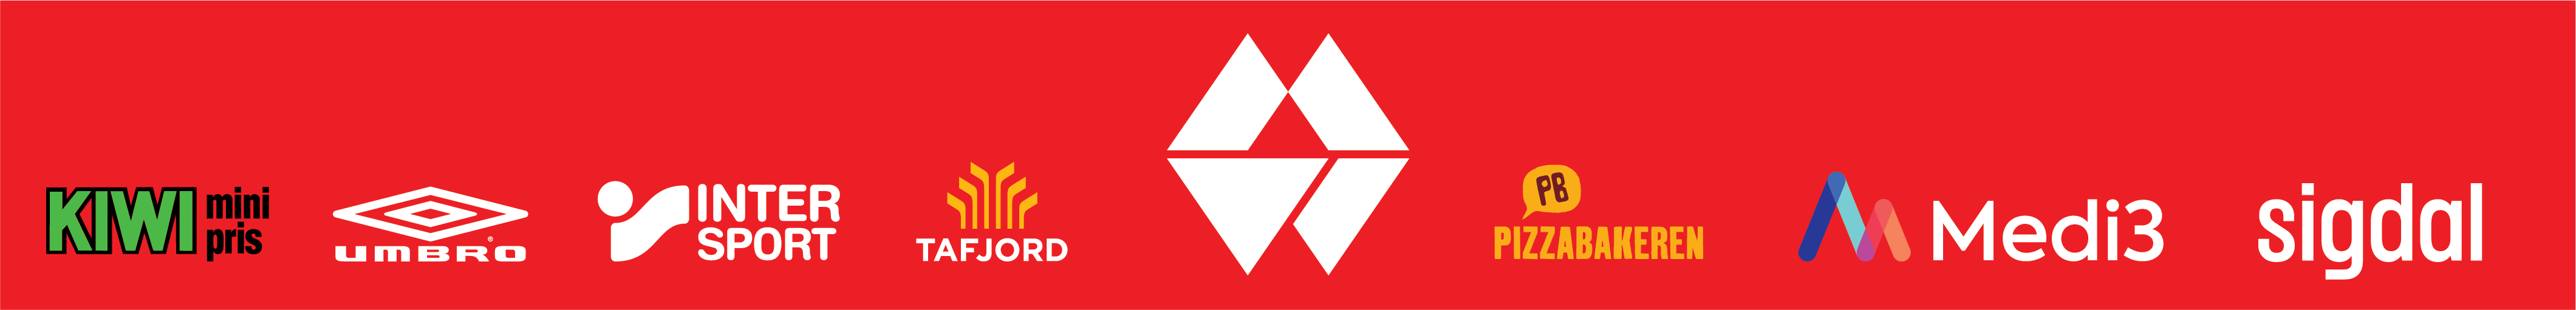 KIWI mini
pris
UMBRO®
INTER
SPORT
TAFJORD
PB
PIZZABAKEREN
Medi3
sigdal